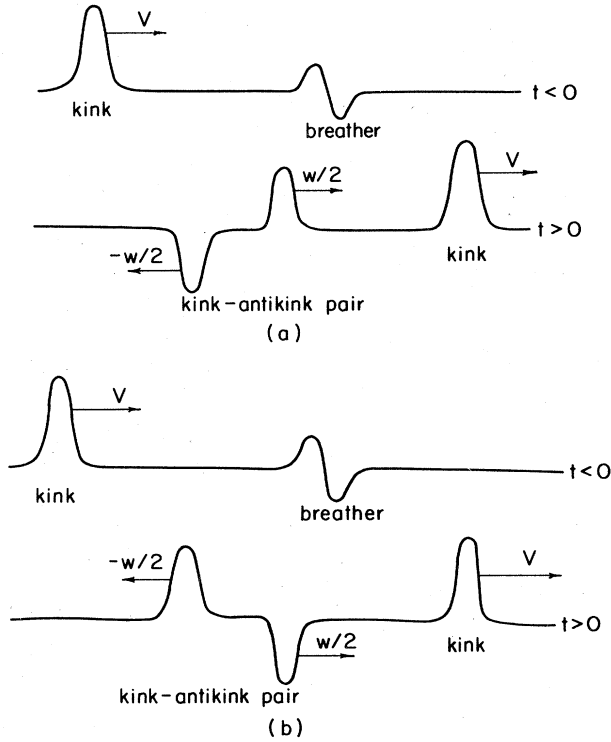 V
kink
breather
t<0
w/2
V
-w/2
kink
t>0
kink-antikink pair
(a)
V
kink
breather
t<0
-w/2
V
w/2
kink
t>0
kink-antikink pair
(b)